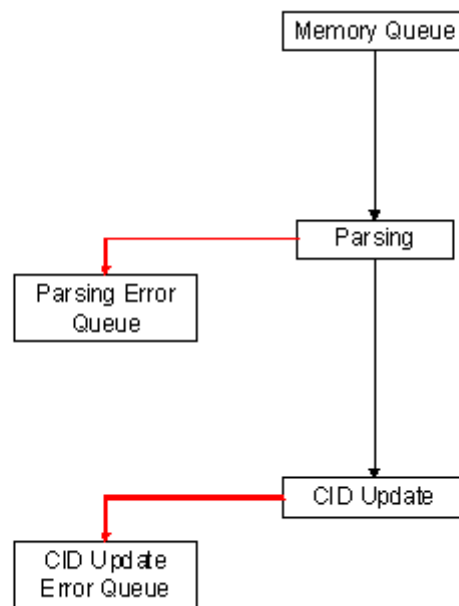 Memory Queue
Parsing
Parsing Error
Queue
CID Update
CID Update
Error Queue